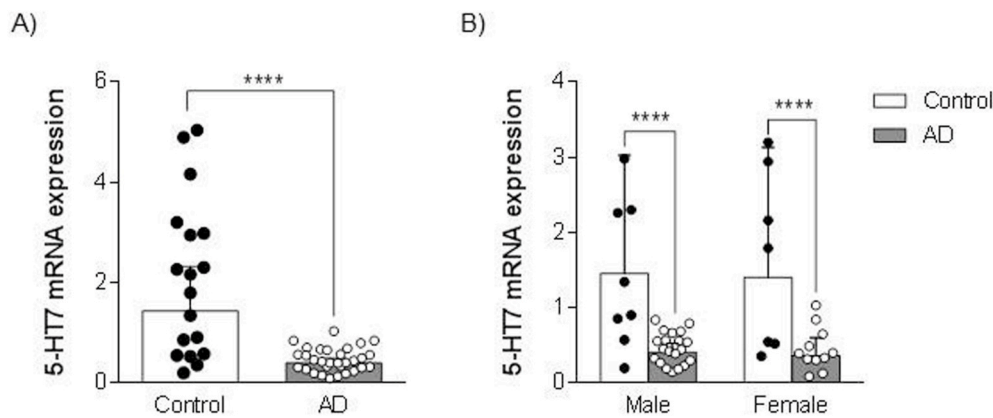 A)
5-HT7 mRNA expression
6
4
2
0
****
Control
AD
B)
5-HT7 mRNA expression
4
3
2
1
0
****
****
Male
Female
Control
AD